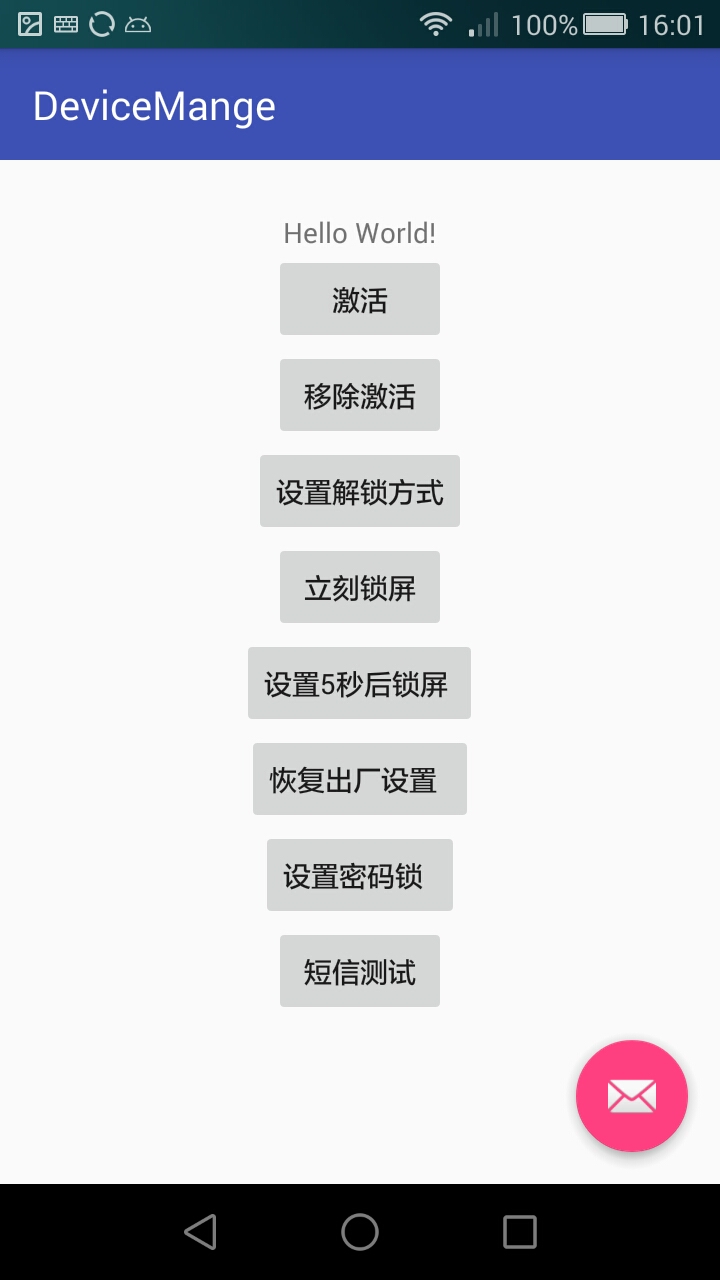 100% 16:01
DeviceMange
Hello World!
激活
移除激活
设置解锁方式
立刻锁屏
设置5秒后锁屏
恢复出厂设置
设置密码锁
短信测试